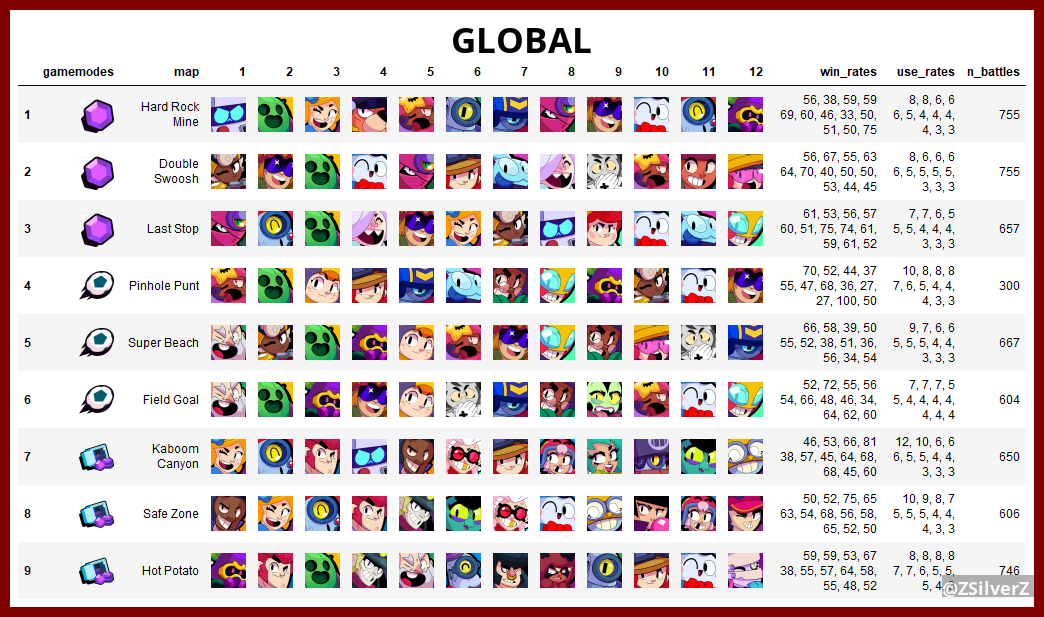 GLOBAL
gamemodes map 1 2 3 4 5 6 7 8 9 10 11 12 win_rates use_rates n_battles
1 Hard Rock Mine 56, 38, 59, 59 8, 8, 6, 6 755
69, 60, 46, 33, 50, 6, 5, 4, 4, 4,
51, 50, 75 4, 3, 3
2 Double Swoosh 56, 67, 55, 63 8, 6, 6, 6 755
64, 70, 40, 50, 50, 6, 5, 5, 5, 5,
53, 44, 45 3, 3, 3
3 Last Stop 61, 53, 56, 57 7, 7, 6, 5 657
60, 51, 75, 74, 61, 5, 5, 4, 4, 4,
59, 61, 52 3, 3, 3
4 Pinhole Punt 70, 52, 44, 37 10, 8, 8, 8 300
55, 47, 68, 36, 27, 7, 6, 5, 4, 4,
27, 100, 50 4, 3, 3
5 Super Beach 66, 58, 39, 50 9, 7, 6, 6 667
55, 52, 38, 51, 36, 5, 5, 5, 4, 4,
56, 34, 54 3, 3, 3
6 Field Goal 52, 72, 55, 56 7, 7, 7, 5 604
54, 66, 48, 46, 34, 5, 4, 4, 4, 4,
64, 62, 60 4, 4, 4
7 Kaboom Canyon 46, 53, 66, 81 12, 10, 6, 6 650
38, 57, 45, 64, 68, 6, 5, 5, 4, 4,
68, 45, 60 3, 3, 3
8 Safe Zone 50, 52, 75, 65 10, 9, 8, 7 606
63, 54, 68, 56, 58, 5, 5, 5, 4, 4,
65, 52, 50 4, 3, 3
9 Hot Potato 59, 59, 53, 67 8, 8, 8, 8 746
38, 55, 57, 64, 58, 7, 7, 6, 5, 5,
55, 48, 52 5, 4
@ZSilverZ